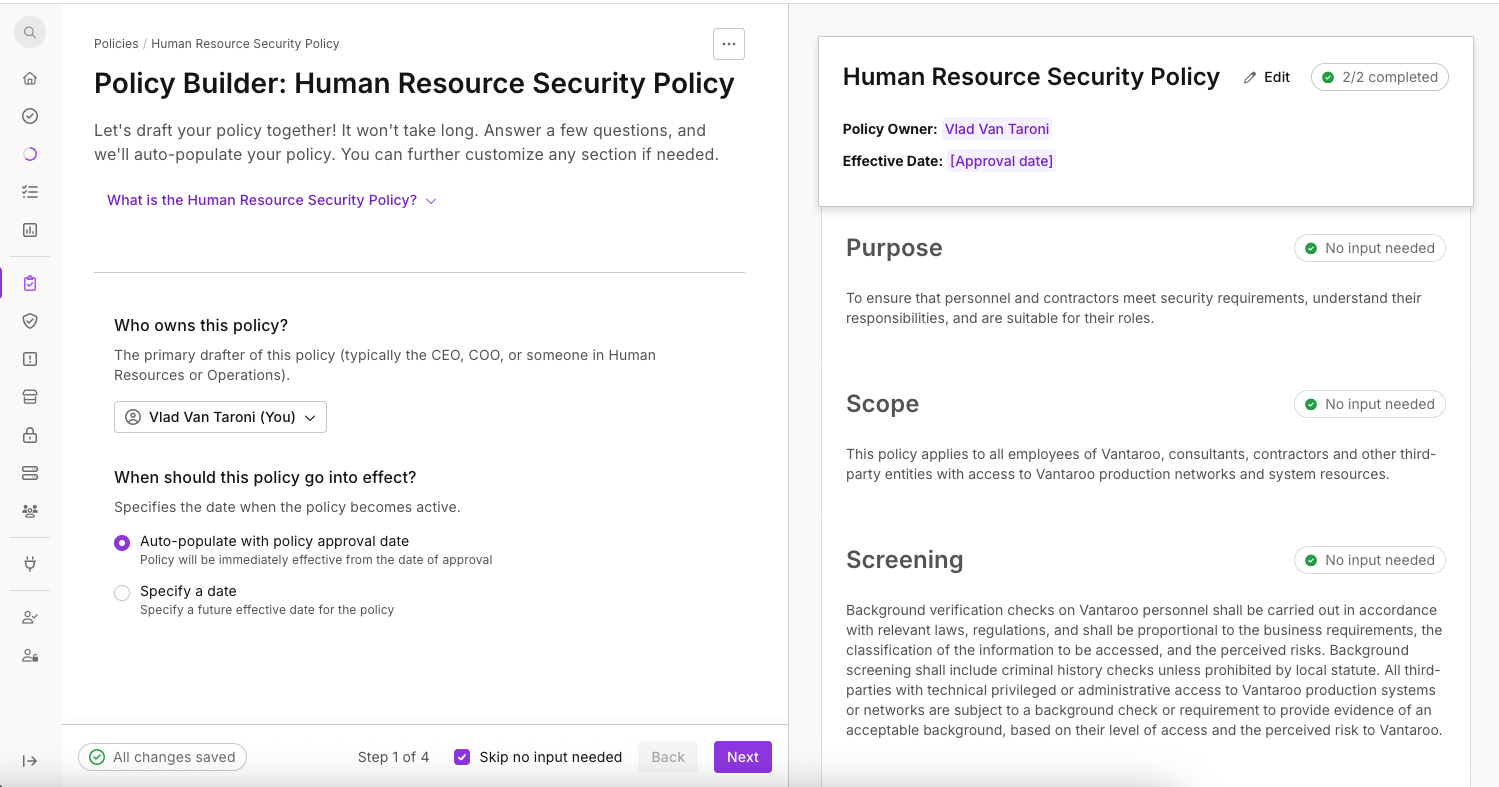 Policies / Human Resource Security Policy
Policy Builder: Human Resource Security Policy
Let's draft your policy together! It won't take long. Answer a few questions, and
we'll auto-populate your policy. You can further customize any section if needed.
What is the Human Resource Security Policy?
Who owns this policy?
The primary drafter of this policy (typically the CEO, COO, or someone in Human
Resources or Operations).
Vlad Van Taroni (You)
When should this policy go into effect?
Specifies the date when the policy becomes active.
Auto-populate with policy approval date
Policy will be immediately effective from the date of approval
Specify a date
Specify a future effective date for the policy
All changes saved
Step 1 of 4
Skip no input needed
Back
Next
Human Resource Security Policy
Edit
2/2 completed
Policy Owner: Vlad Van Taroni
Effective Date: [Approval date]
Purpose
No input needed
To ensure that personnel and contractors meet security requirements, understand their
responsibilities, and are suitable for their roles.
Scope
No input needed
This policy applies to all employees of Vantaroo, consultants, contractors and other third-
party entities with access to Vantaroo production networks and system resources.
Screening
No input needed
Background verification checks on Vantaroo personnel shall be carried out in accordance
with relevant laws, regulations, and shall be proportional to the business requirements, the
classification of the information to be accessed, and the perceived risks. Background
screening shall include criminal history checks unless prohibited by local statute. All third-
parties with technical privileged or administrative access to Vantaroo production systems
or networks are subject to a background check or requirement to provide evidence of an
acceptable background, based on their level of access and the perceived risk to Vantaroo.